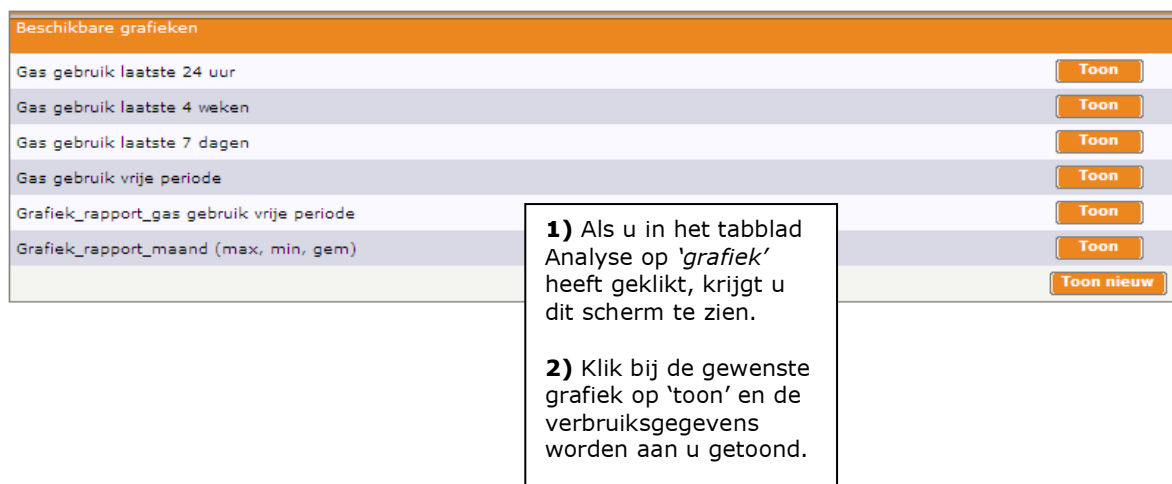 Beschikbare grafieken
Gas gebruik laatste 24 uur Toon
Gas gebruik laatste 4 weken Toon
Gas gebruik laatste 7 dagen Toon
Gas gebruik vrije periode Toon
Grafiek_rapport_gas gebruik vrije periode Toon
Grafiek_rapport_maand (max, min, gem) Toon
Toon nieuw
1) Als u in het tabblad
Analyse op ‘grafiek’
heeft geklikt, krijgt u
dit scherm te zien.
2) Klik bij de gewenste
grafiek op ‘toon’ en de
verbruiksgegevens
worden aan u getoond.